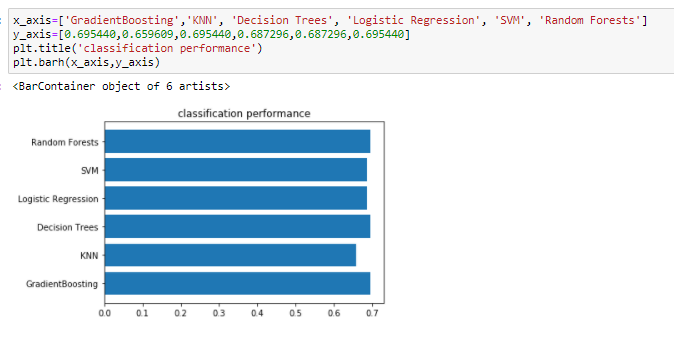 x_axis=['GradientBoosting','KNN', 'Decision Trees', 'Logistic Regression', 'SVM', 'Random Forests']
y_axis=[0.695440,0.659609,0.695440,0.687296,0.687296,0.695440]
plt.title('classification performance')
plt.barh(x_axis,y_axis)
<BarContainer object of 6 artists>
classification performance
Random Forests
SVM
Logistic Regression
Decision Trees
KNN
GradientBoosting
0.0 0.1 0.2 0.3 0.4 0.5 0.6 0.7